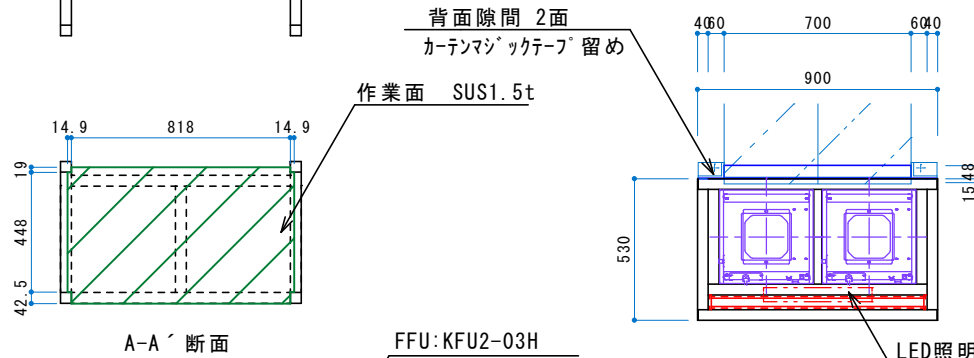 背面隙間 2面
カーテンマジックテープ留め
作業面 SUS1.5t
14.9
818
14.9
19
448
42.5
A-A´断面
FFU:KFU2-03H
40
60
700
60
40
900
15
48
530
LED照明